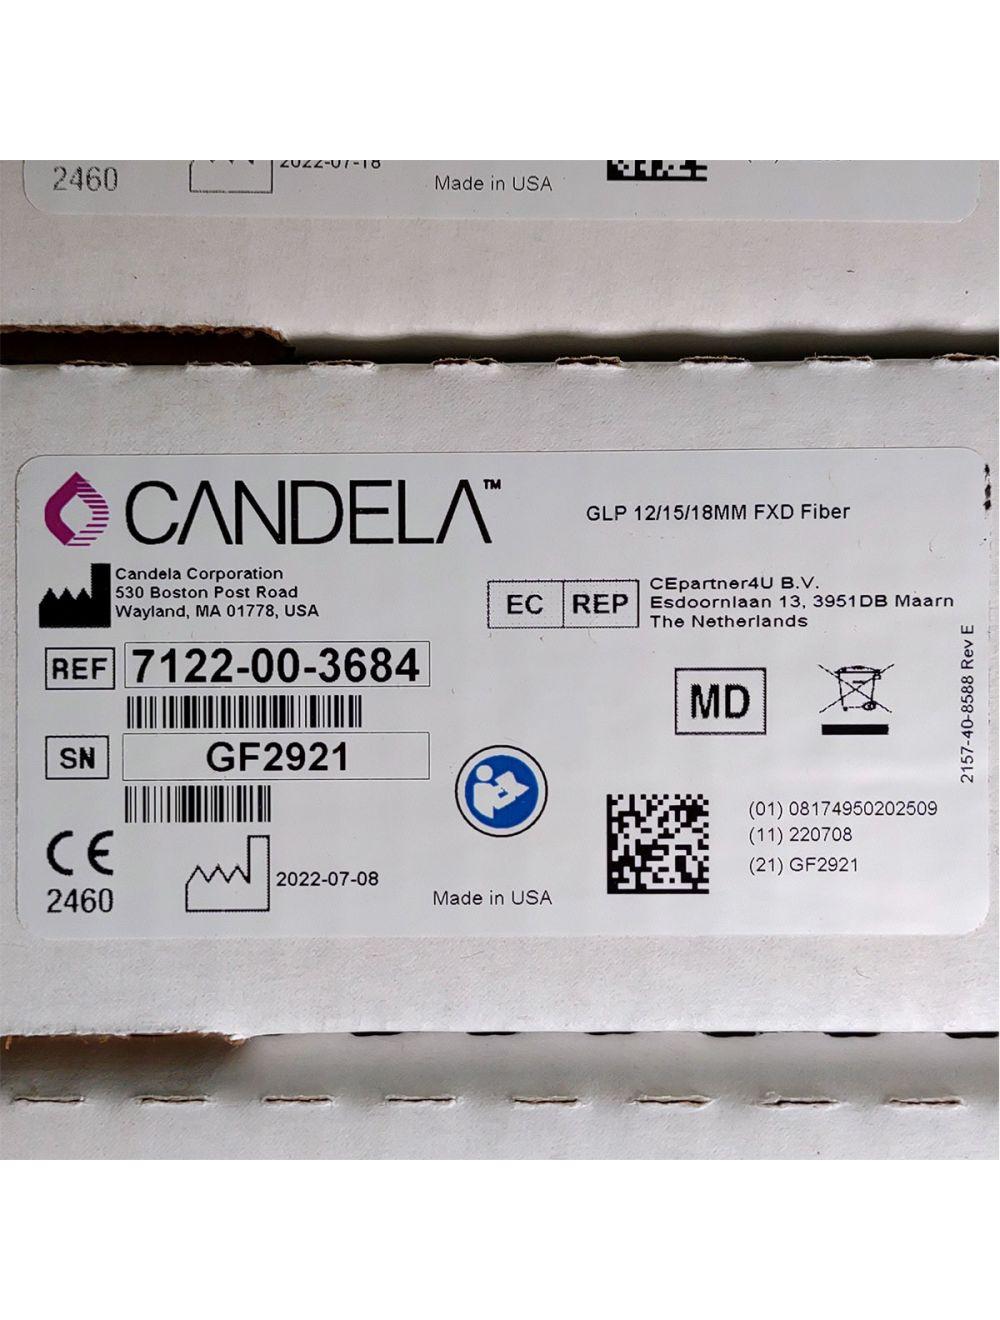 2460
2022-07-18
Made in USA
CANDELA™
GLP 12/15/18MM FXD Fiber
Candela Corporation
530 Boston Post Road
Wayland, MA 01778, USA
EC REP
CEpartner4U B.V.
Esdoornlaan 13, 3951DB Maarn
The Netherlands
REF 7122-00-3684
MD
SN GF2921
2157-40-8588 Rev E
(01) 08174950202509
(11) 220708
(21) GF2921
CE
2460
2022-07-08
Made in USA